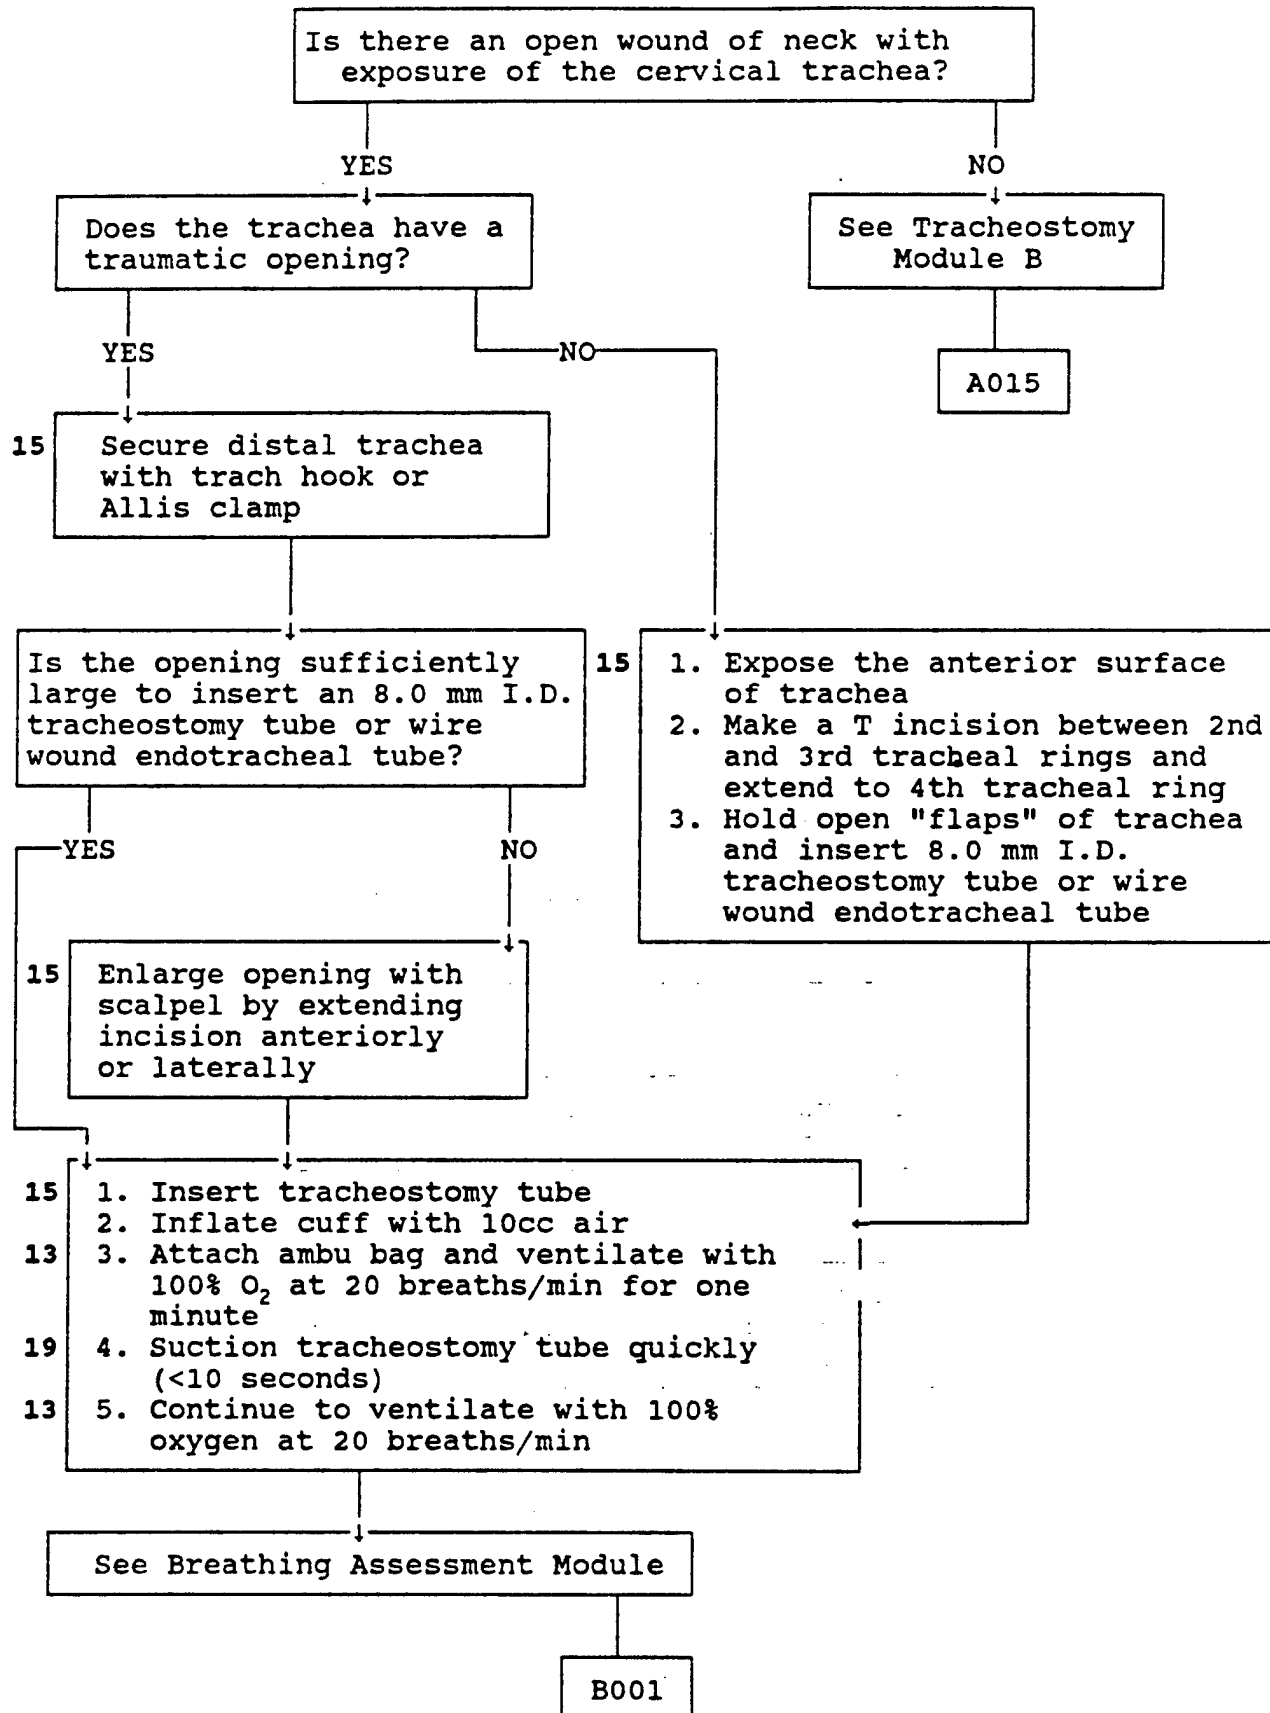 Is there an open wound of neck with
exposure of the cervical trachea?
YES
NO
Does the trachea have a
traumatic opening?
See Tracheostomy
Module B
YES
NO
A015
15 Secure distal trachea
with trach hook or
Allis clamp
Is the opening sufficiently
large to insert an 8.0 mm I.D.
tracheostomy tube or wire
wound endotracheal tube?
15 1. Expose the anterior surface
of trachea
2. Make a T incision between 2nd
and 3rd tracheal rings and
extend to 4th tracheal ring
3. Hold open "flaps" of trachea
and insert 8.0 mm I.D.
tracheostomy tube or wire
wound endotracheal tube
YES
NO
15 Enlarge opening with
scalpel by extending
incision anteriorly
or laterally
15 1. Insert tracheostomy tube
2. Inflate cuff with 10cc air
13 3. Attach ambu bag and ventilate with
100% O₂ at 20 breaths/min for one
minute
19 4. Suction tracheostomy tube quickly
(<10 seconds)
13 5. Continue to ventilate with 100%
oxygen at 20 breaths/min
See Breathing Assessment Module
B001